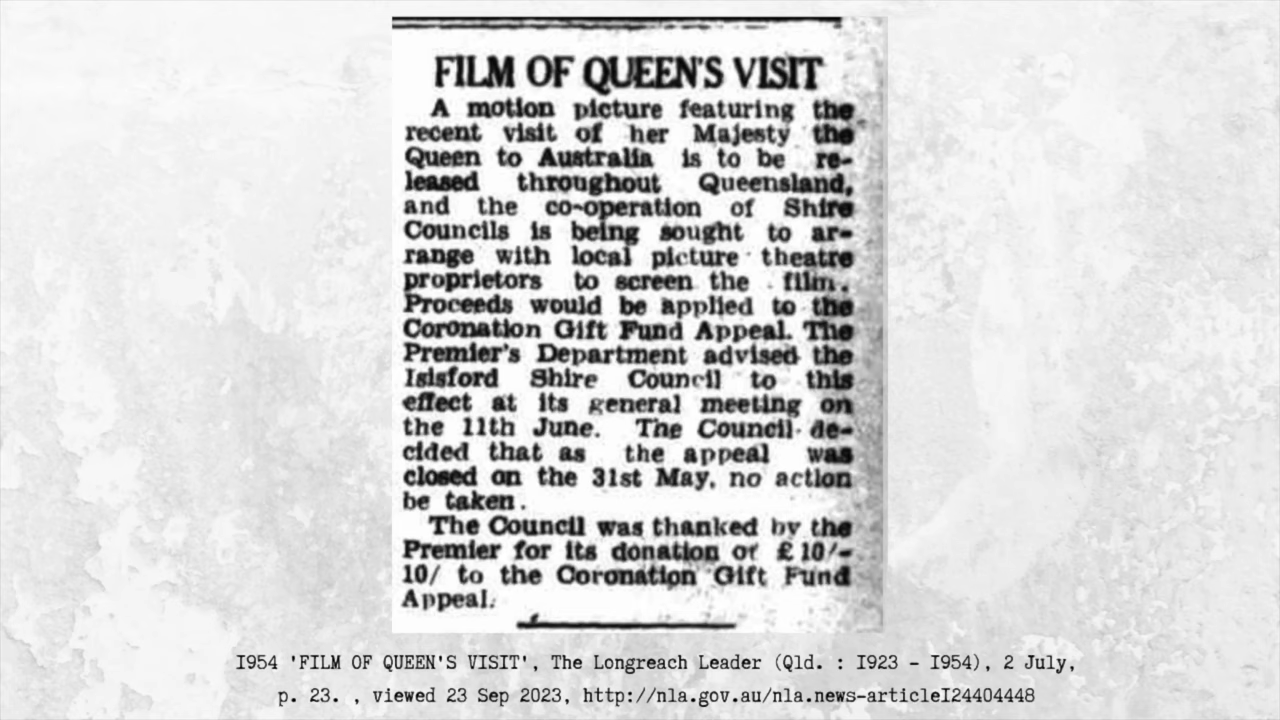 FILM OF QUEEN'S VISIT
A motion picture featuring the
recent visit of her Majesty the
Queen to Australia is to be re-
leased throughout Queensland,
and the co-operation of Shire
Councils is being sought to ar-
range with local picture theatre
proprietors to screen the film.
Proceeds would be applied to the
Coronation Gift Fund Appeal. The
Premier's Department advised the
Isisford Shire Council to this
effect at its general meeting on
the 11th June. The Council de-
cided that as the appeal was
closed on the 31st May, no action
be taken.
The Council was thanked by the
Premier for its donation of £10/-
10/ to the Coronation Gift Fund
Appeal.
1954 'FILM OF QUEEN'S VISIT', The Longreach Leader (Qld. : 1923 - 1954), 2 July,
p. 23. , viewed 23 Sep 2023, http://nla.gov.au/nla.news-article124404448